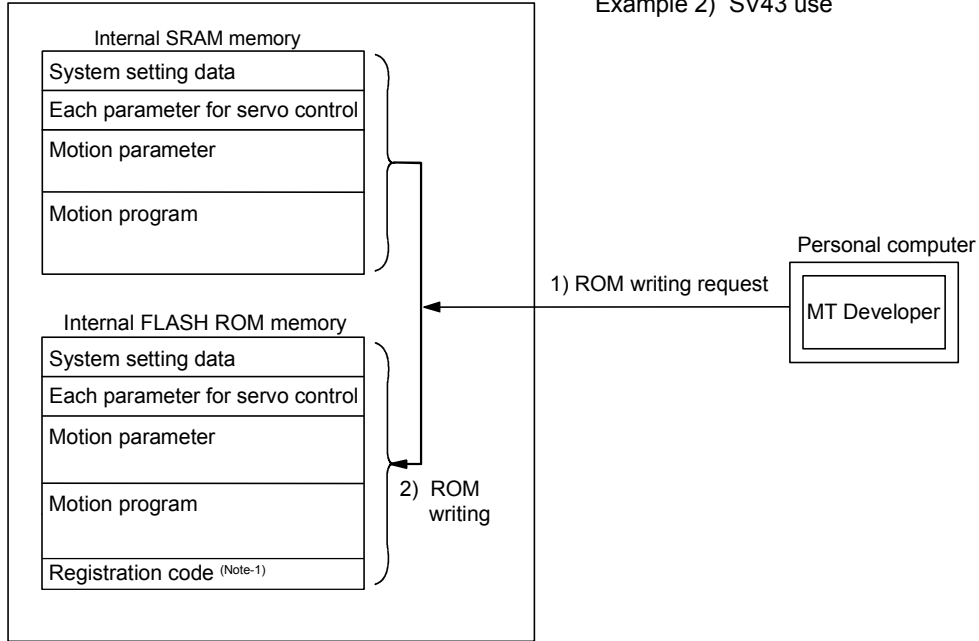 Example 2) SV43 use
Internal SRAM memory
System setting data
Each parameter for servo control
Motion parameter
Motion program
Personal computer
1) ROM writing request
MT Developer
Internal FLASH ROM memory
System setting data
Each parameter for servo control
Motion parameter
2) ROM
writing
Motion program
Registration code (Note-1)